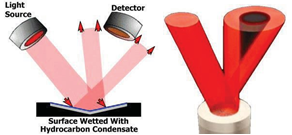 Light
Source
Detector
Surface Wetted With
Hydrocarbon Condensate